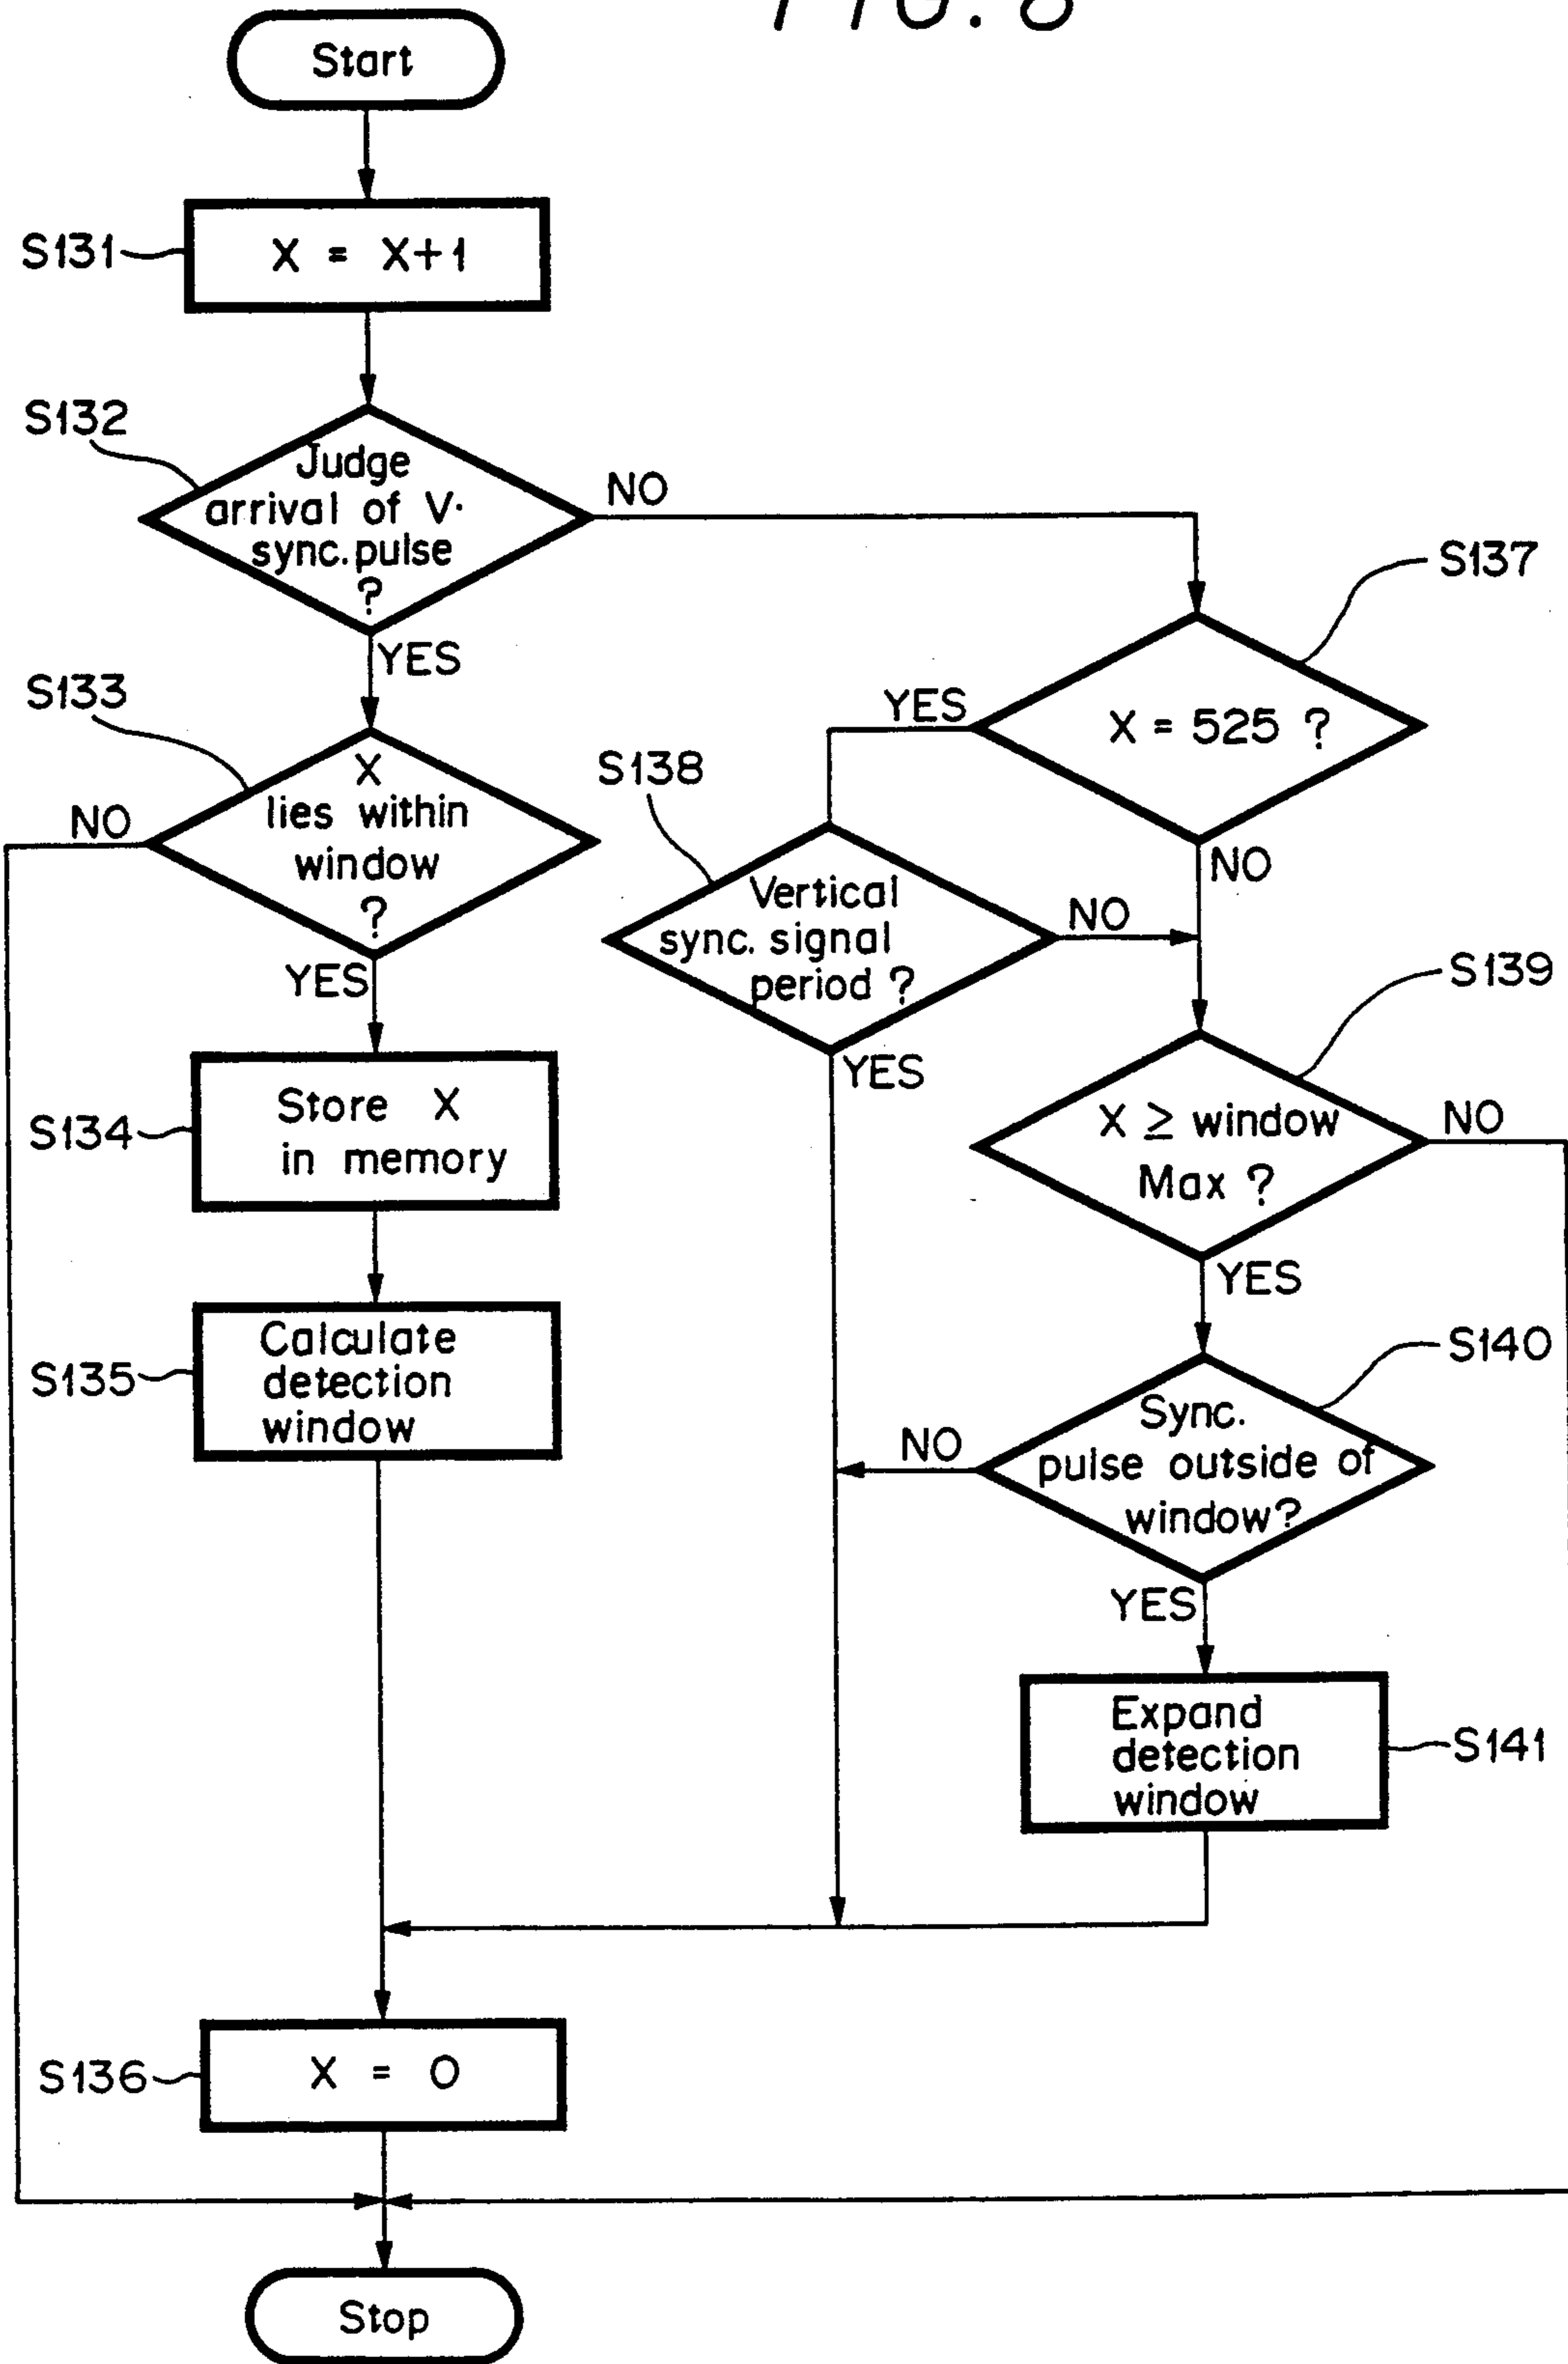 FIG. 8
Start
S131
X = X+1
S132
Judge
arrival of V.
sync. pulse
?
NO
YES
S133
X
lies within
window
?
NO
YES
S134
Store X
in memory
S135
Calculate
detection
window
S137
X = 525 ?
YES
NO
S138
Vertical
sync. signal
period ?
NO
YES
S139
X ≥ window
Max ?
NO
YES
S140
Sync.
pulse outside of
window?
NO
YES
Expand
detection
window
S141
S136
X = 0
Stop